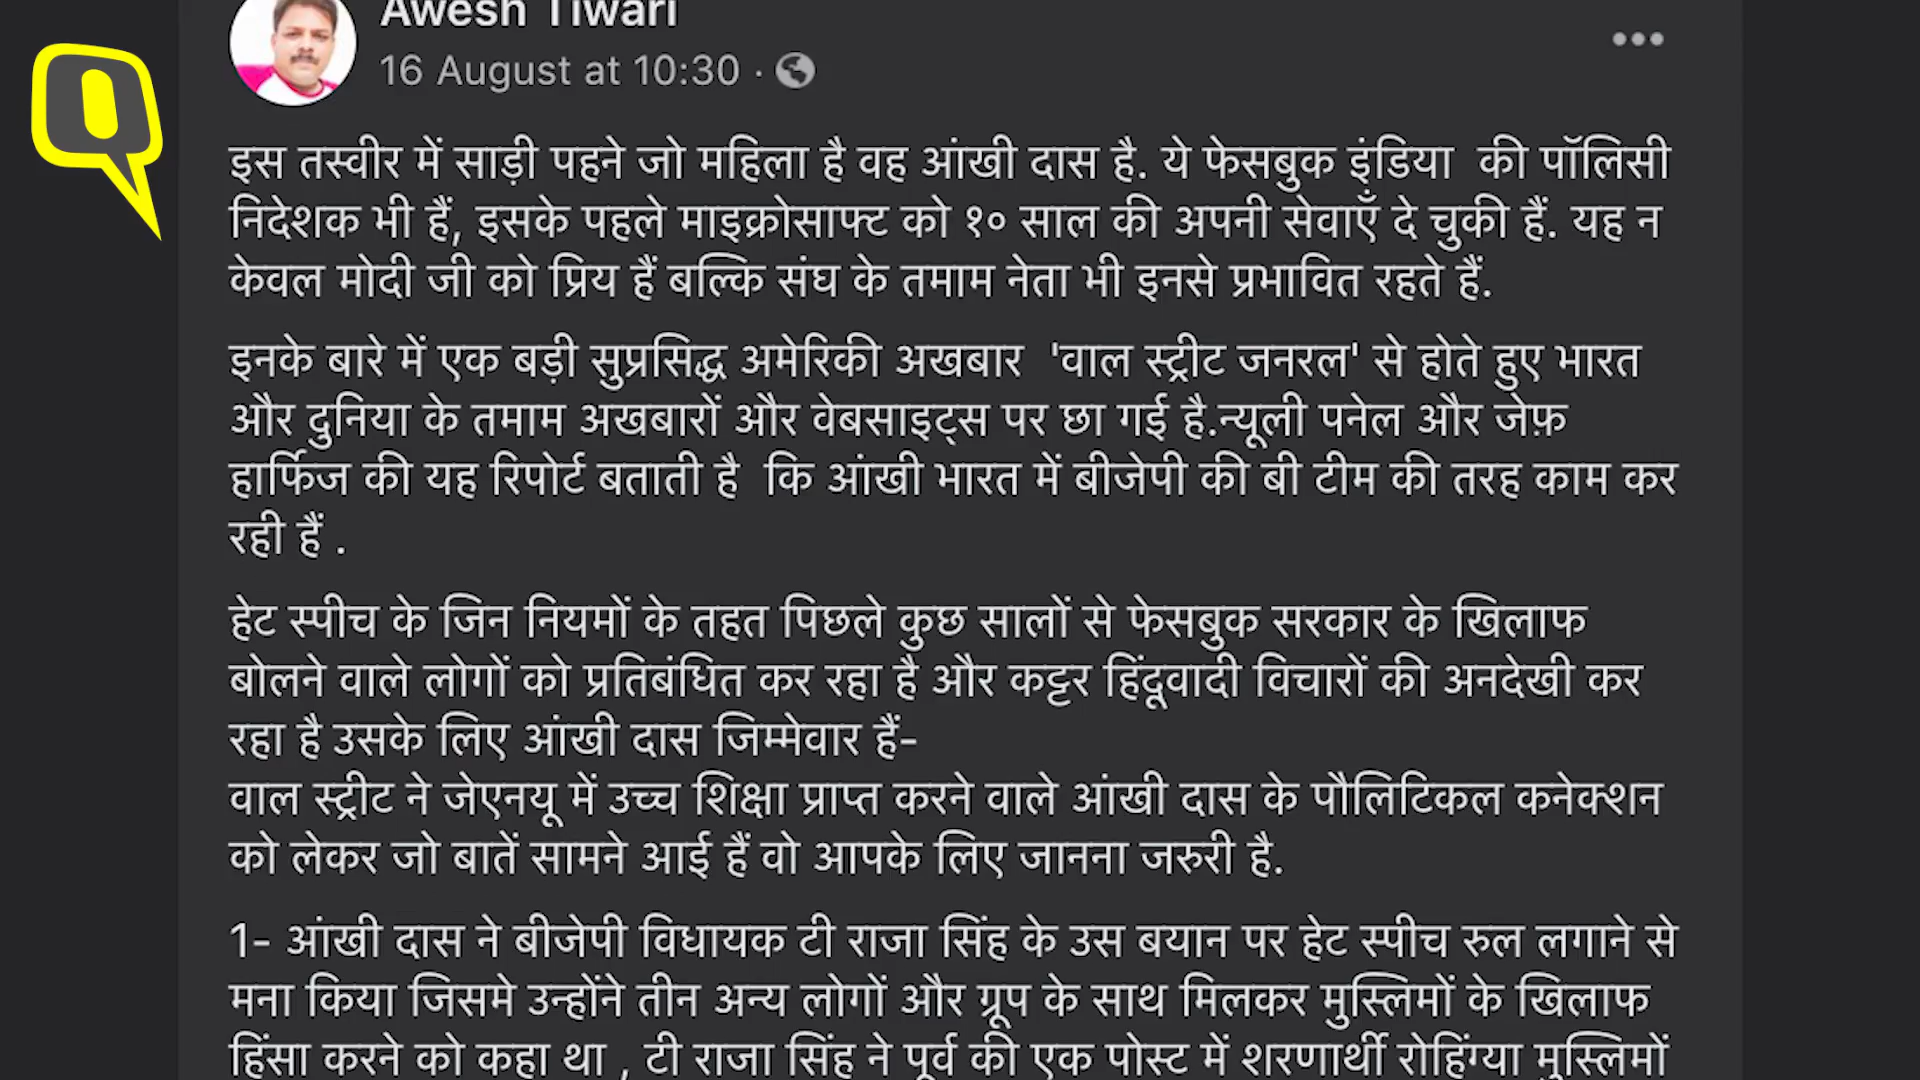 Awesh Tiwari
16 August at 10:30 ·
इस तस्वीर में साड़ी पहने जो महिला है वह आंखी दास है. ये फेसबुक इंडिया  की पॉलिसी
निदेशक भी हैं, इसके पहले माइक्रोसाफ्ट को १० साल की अपनी सेवाएँ दे चुकी हैं. यह न
केवल मोदी जी को प्रिय हैं बल्कि संघ के तमाम नेता भी इनसे प्रभावित रहते हैं.
इनके बारे में एक बड़ी सुप्रसिद्ध अमेरिकी अखबार  'वाल स्ट्रीट जनरल' से होते हुए भारत
और दुनिया के तमाम अखबारों और वेबसाइट्स पर छा गई है.न्यूली पनेल और जेफ़
हार्फिज की यह रिपोर्ट बताती है  कि आंखी भारत में बीजेपी की बी टीम की तरह काम कर
रही हैं .
हेट स्पीच के जिन नियमों के तहत पिछले कुछ सालों से फेसबुक सरकार के खिलाफ
बोलने वाले लोगों को प्रतिबंधित कर रहा है और कट्टर हिंदूवादी विचारों की अनदेखी कर
रहा है उसके लिए आंखी दास जिम्मेवार हैं-
वाल स्ट्रीट ने जेएनयू में उच्च शिक्षा प्राप्त करने वाले आंखी दास के पौलिटिकल कनेक्शन
को लेकर जो बातें सामने आई हैं वो आपके लिए जानना जरुरी है.
1- आंखी दास ने बीजेपी विधायक टी राजा सिंह के उस बयान पर हेट स्पीच रुल लगाने से
मना किया जिसमे उन्होंने तीन अन्य लोगों और ग्रूप के साथ मिलकर मुस्लिमों के खिलाफ
हिंसा करने को कहा था , टी राजा सिंह ने पूर्व की एक पोस्ट में शरणार्थी रोहिंग्या मुस्लिमों